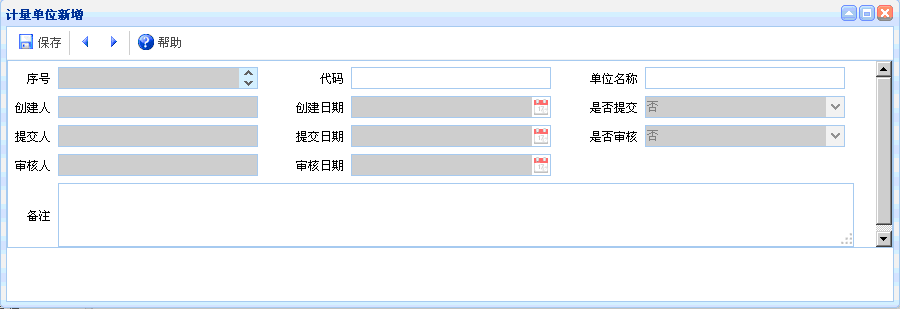 计量单位新增
保存 帮助
序号 代码 单位名称
创建人 创建日期 是否提交 否
提交人 提交日期 是否审核 否
审核人 审核日期
备注